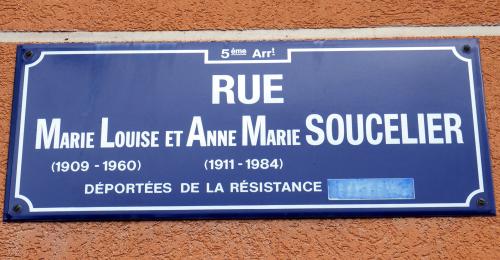 5ème Arr!
RUE
MARIE LOUISE ET ANNE MARIE SOUCELIER
(1909 - 1960) (1911 - 1984)
DÉPORTÉES DE LA RÉSISTANCE